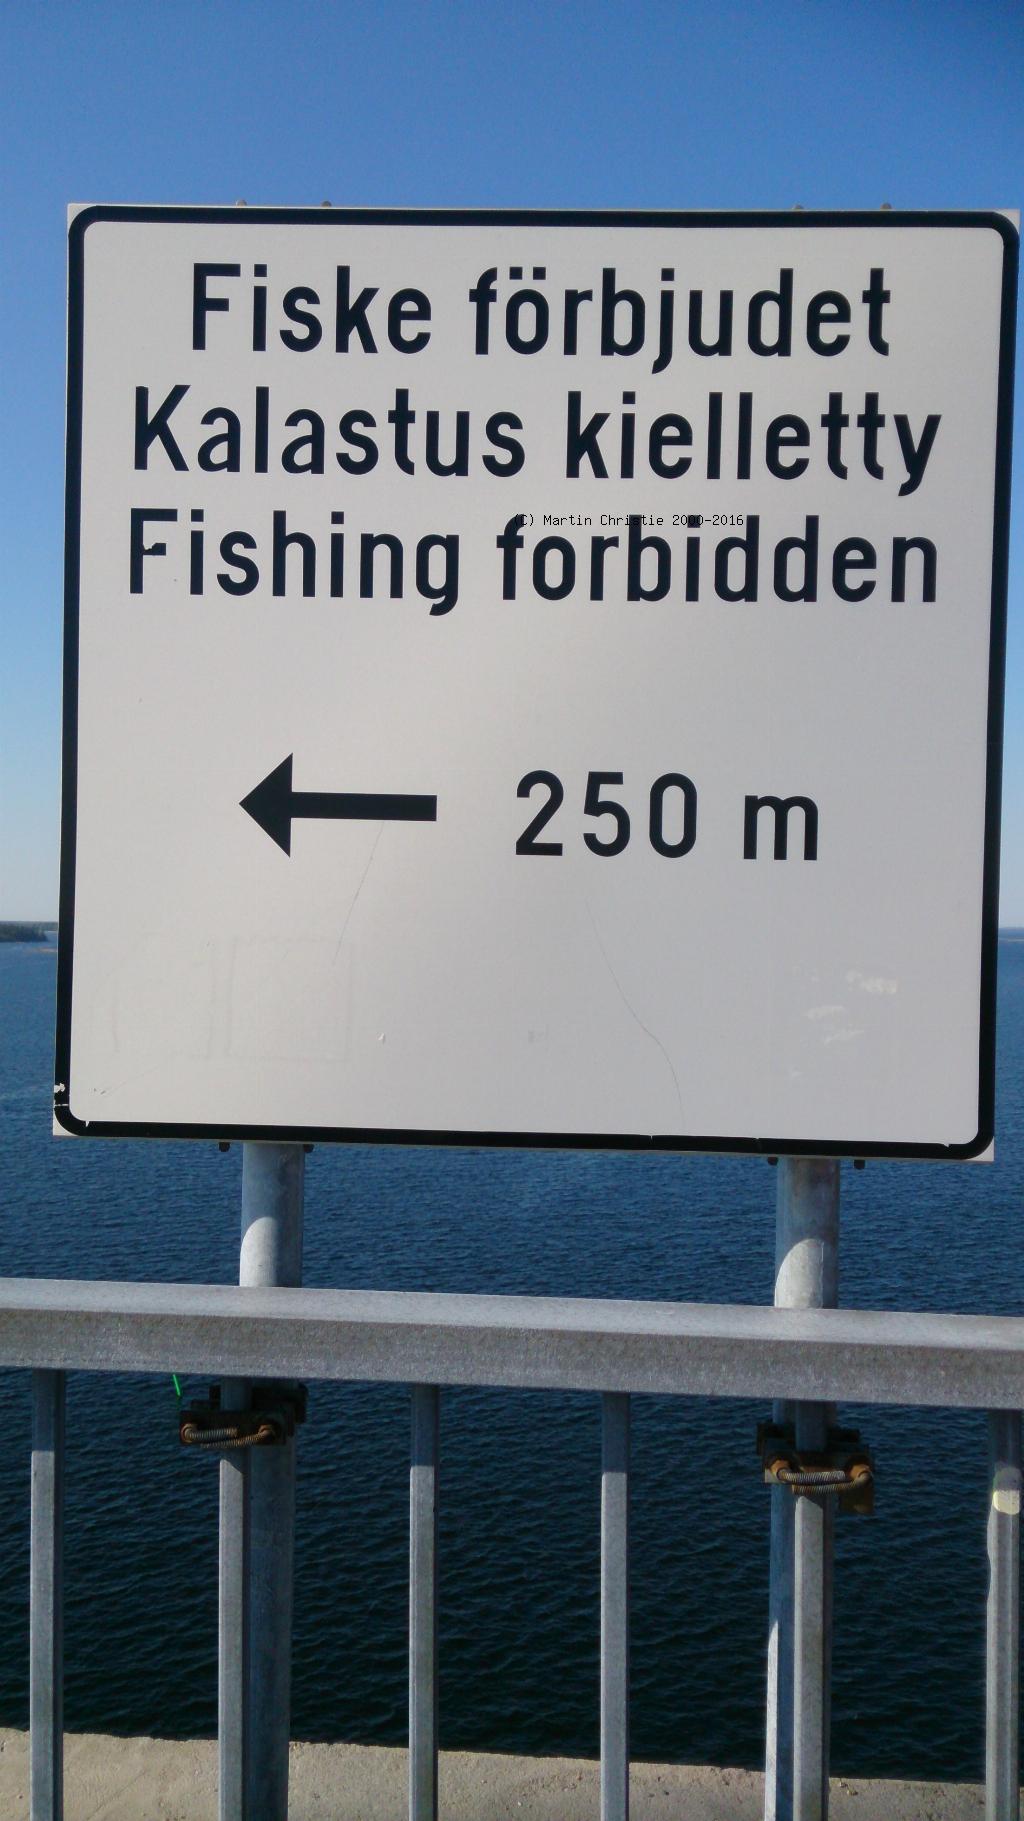 Fiske förbjudet
Kalastus kielletty
(C) Martin Christie 2000-2016
Fishing forbidden
← 250 m